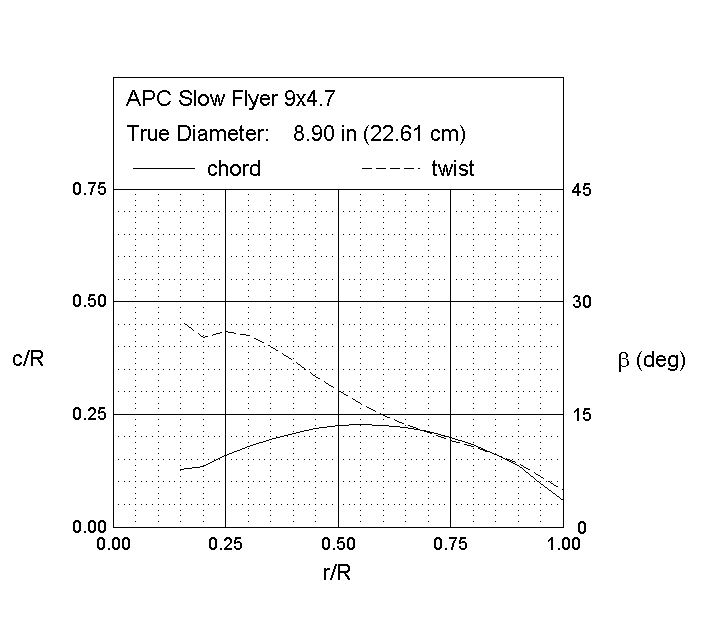 APC Slow Flyer 9x4.7
True Diameter: 8.90 in (22.61 cm)
chord twist
0.75 45
0.50 30
c/R β (deg)
0.25 15
0.00 0
0.00 0.25 0.50 0.75 1.00
r/R